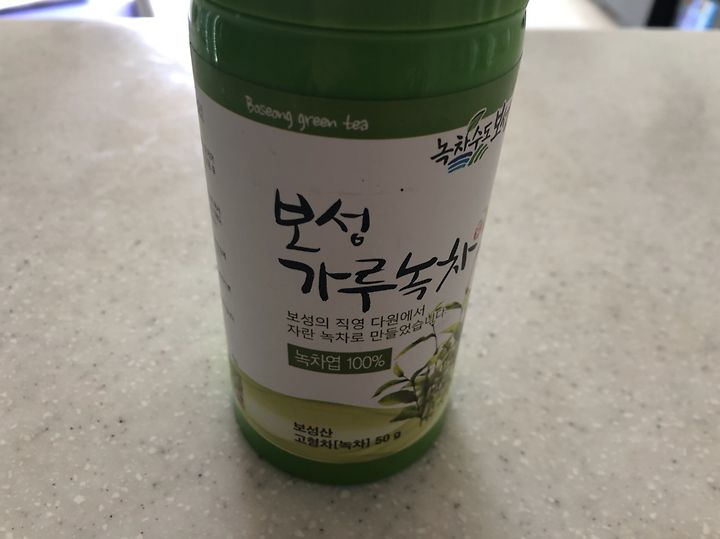 Boseong green tea
녹차수도 보성
보성
가루녹차
보성의 직영 다원에서
자란 녹차로 만들었습니다
녹차엽 100%
보성산
고형차[녹차] 50 g